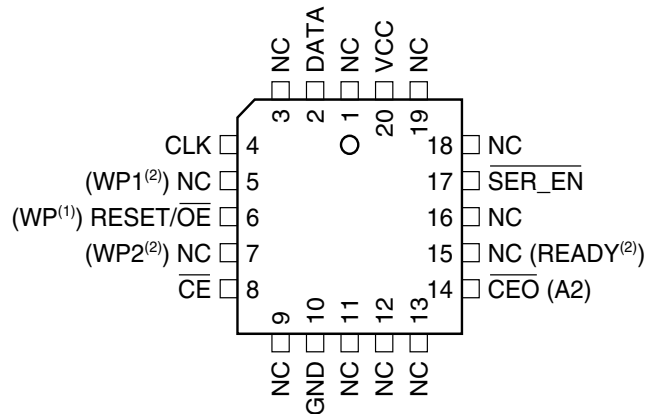 NC
DATA
NC
VCC
NC
3
2
1
20
19
CLK 4
18 NC
(WP1(2)) NC 5
17 SER_EN
(WP(1)) RESET/OE 6
16 NC
(WP2(2)) NC 7
15 NC (READY(2))
CE 8
14 CEO (A2)
9
10
11
12
13
NC
GND
NC
NC
NC